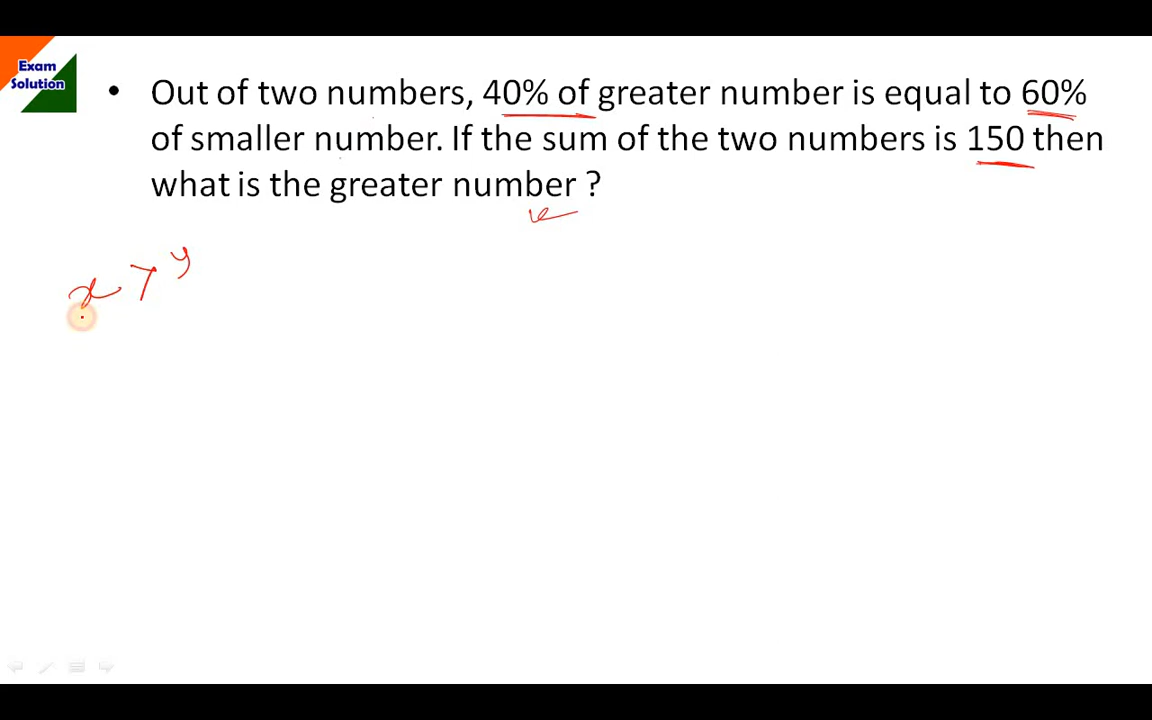 Exam
Solution
• Out of two numbers, 40% of greater number is equal to 60%
of smaller number. If the sum of the two numbers is 150 then
what is the greater number ?
x > y